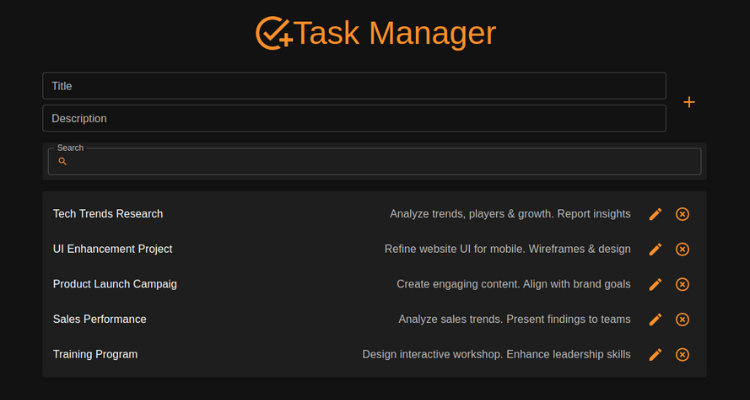 Task Manager
Title
Description
Search
Tech Trends Research Analyze trends, players & growth. Report insights
UI Enhancement Project Refine website UI for mobile. Wireframes & design
Product Launch Campaig Create engaging content. Align with brand goals
Sales Performance Analyze sales trends. Present findings to teams
Training Program Design interactive workshop. Enhance leadership skills